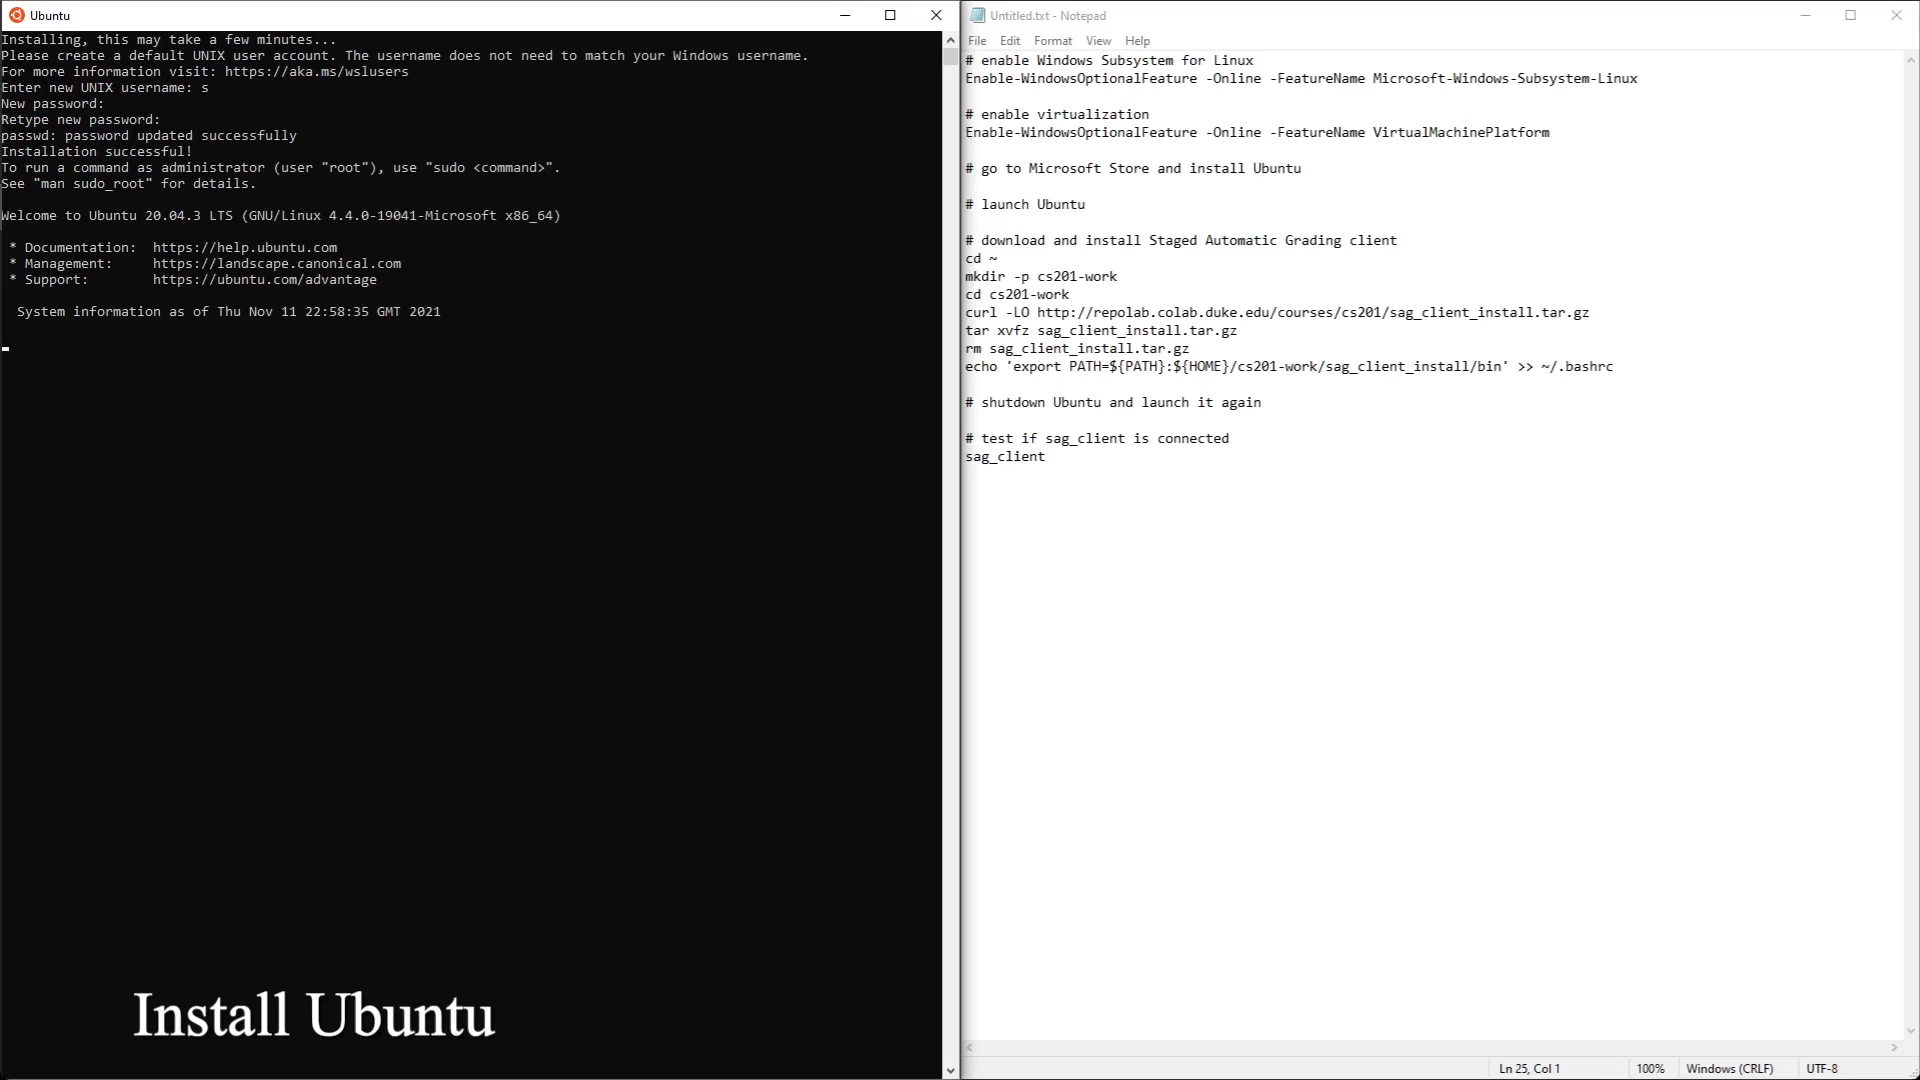 Ubuntu
Installing, this may take a few minutes...
Please create a default UNIX user account. The username does not need to match your Windows username.
For more information visit: https://aka.ms/wslusers
Enter new UNIX username: s
New password:
Retype new password:
passwd: password updated successfully
Installation successful!
To run a command as administrator (user "root"), use "sudo <command>".
See "man sudo_root" for details.
Welcome to Ubuntu 20.04.3 LTS (GNU/Linux 4.4.0-19041-Microsoft x86_64)
* Documentation:  https://help.ubuntu.com
* Management:     https://landscape.canonical.com
* Support:        https://ubuntu.com/advantage
System information as of Thu Nov 11 22:58:35 GMT 2021
Install Ubuntu
Untitled.txt - Notepad
File Edit Format View Help
# enable Windows Subsystem for Linux
Enable-WindowsOptionalFeature -Online -FeatureName Microsoft-Windows-Subsystem-Linux
# enable virtualization
Enable-WindowsOptionalFeature -Online -FeatureName VirtualMachinePlatform
# go to Microsoft Store and install Ubuntu
# launch Ubuntu
# download and install Staged Automatic Grading client
cd ~
mkdir -p cs201-work
cd cs201-work
curl -LO http://repolab.colab.duke.edu/courses/cs201/sag_client_install.tar.gz
tar xvfz sag_client_install.tar.gz
rm sag_client_install.tar.gz
echo 'export PATH=${PATH}:${HOME}/cs201-work/sag_client_install/bin' >> ~/.bashrc
# shutdown Ubuntu and launch it again
# test if sag_client is connected
sag_client
Ln 25, Col 1 100% Windows (CRLF) UTF-8